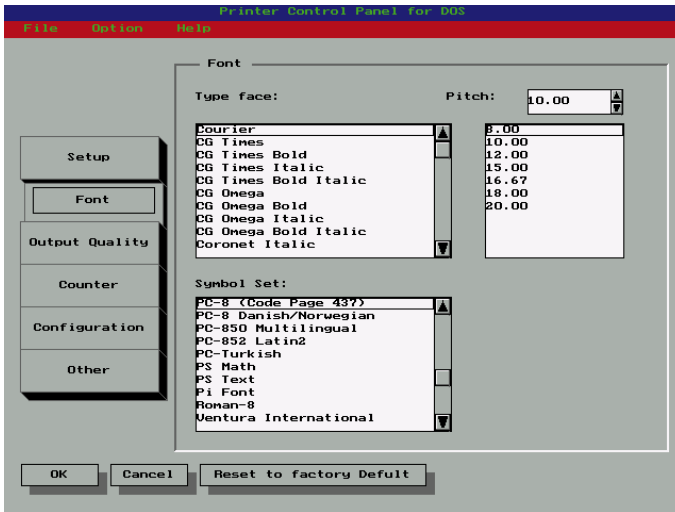 Printer Control Panel for DOS
File Option Help
Font
Type face:
Pitch:
10.00
Courier
CG Times
CG Times Bold
CG Times Italic
CG Times Bold Italic
CG Omega
CG Omega Bold
CG Omega Italic
CG Omega Bold Italic
Coronet Italic
8.00
10.00
12.00
15.00
16.67
18.00
20.00
Setup
Font
Output Quality
Counter
Configuration
Other
Symbol Set:
PC-8 (Code Page 437)
PC-8 Danish/Norwegian
PC-850 Multilingual
PC-852 Latin2
PC-Turkish
PS Math
PS Text
Pi Font
Roman-8
Ventura International
OK
Cancel
Reset to factory Defult